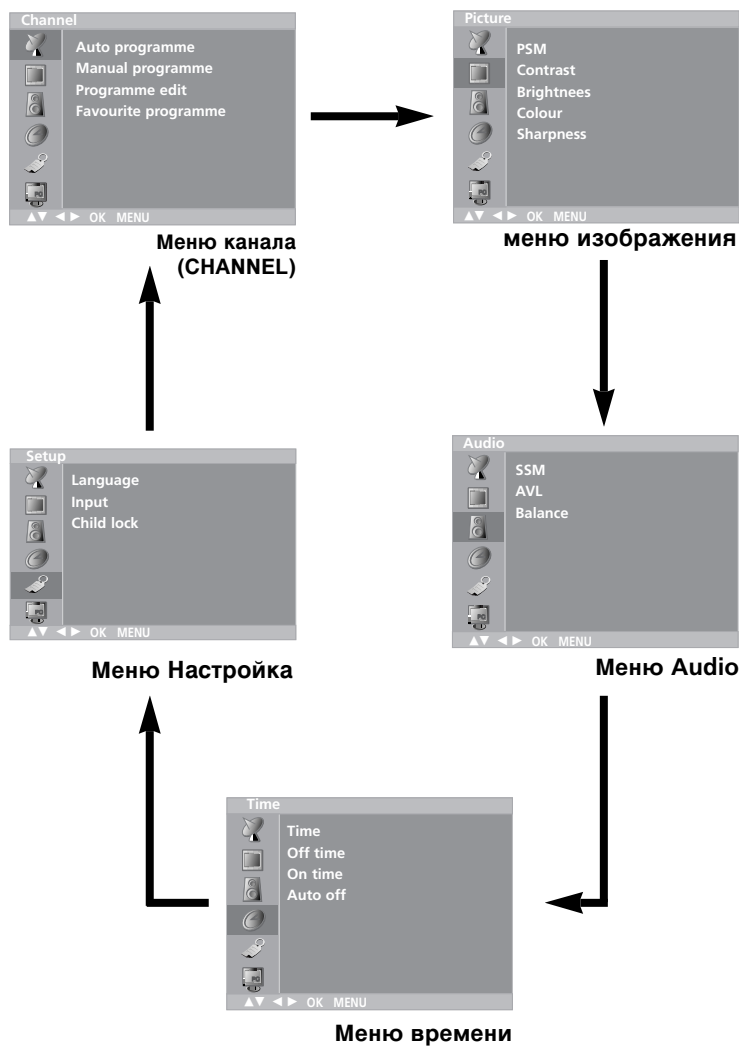 Channel
Auto programme
Manual programme
Programme edit
Favourite programme
▲▼ ◄► OK MENU
Меню канала
(CHANNEL)
Picture
PSM
Contrast
Brightnees
Colour
Sharpness
▲▼ ◄► OK MENU
меню изображения
Setup
Language
Input
Child lock
▲▼ ◄► OK MENU
Меню Настройка
Audio
SSM
AVL
Balance
▲▼ ◄► OK MENU
Меню Audio
Time
Time
Off time
On time
Auto off
▲▼ ◄► OK MENU
Меню времени